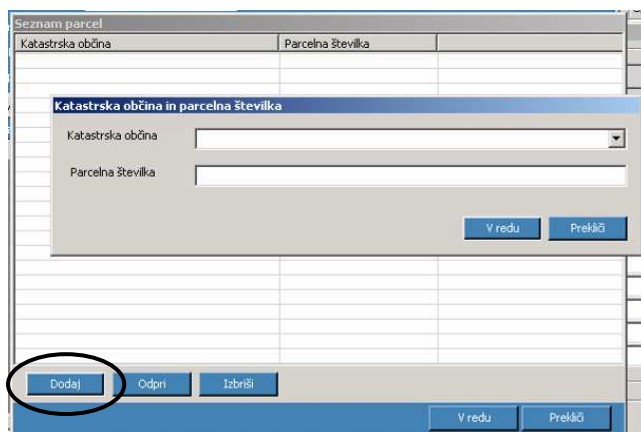 Seznam parcel
Katastrska občina Parcelna številka
Katastrska občina in parcelna številka
Katastrska občina
Parcelna številka
V redu Prekliči
Dodaj Odpri Izbriši
V redu Prekliči